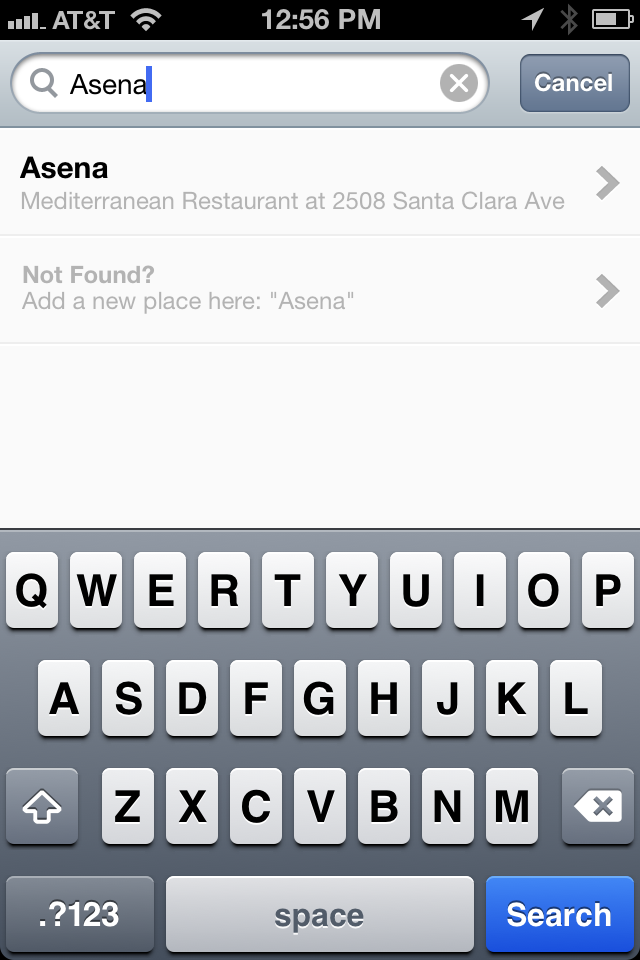 AT&T 12:56 PM
Asena Cancel
Asena
Mediterranean Restaurant at 2508 Santa Clara Ave
Not Found?
Add a new place here: "Asena"
Q W E R T Y U I O P
A S D F G H J K L
Z X C V B N M
.?123 space Search